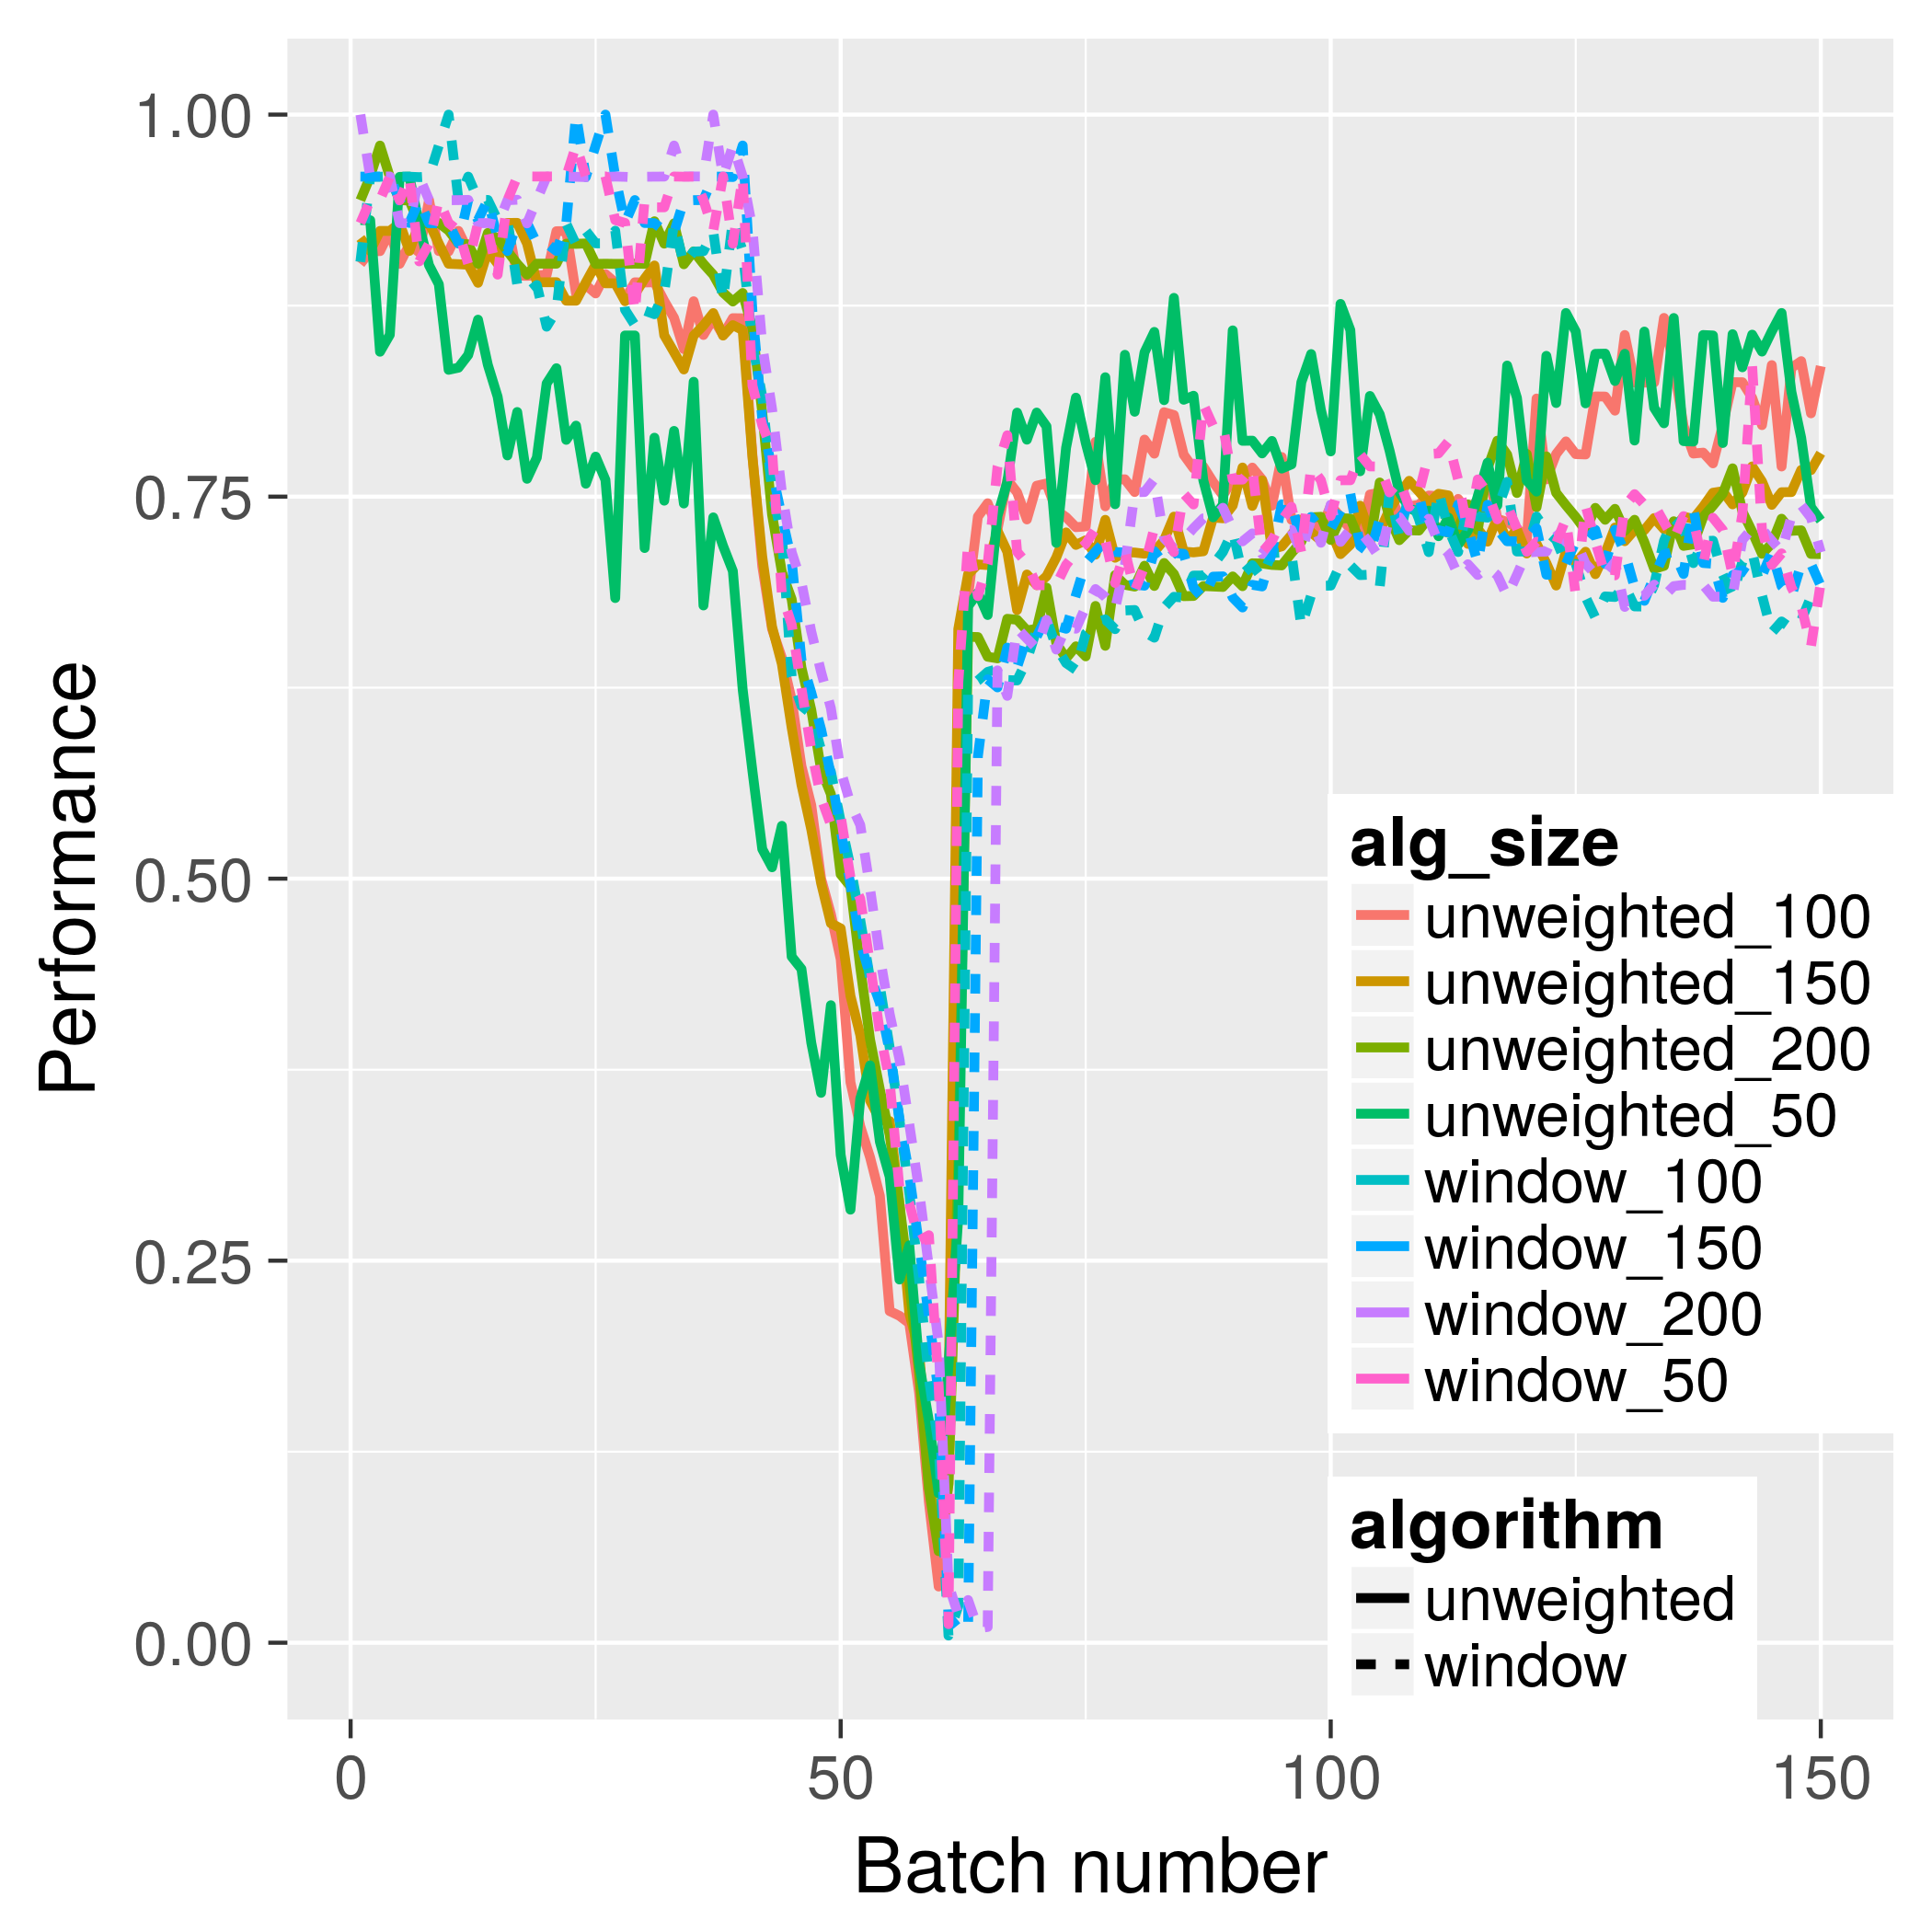 1.00
0.75
0.50
0.25
0.00
Performance
0
50
100
150
Batch number
alg_size
unweighted_100
unweighted_150
unweighted_200
unweighted_50
window_100
window_150
window_200
window_50
algorithm
unweighted
window